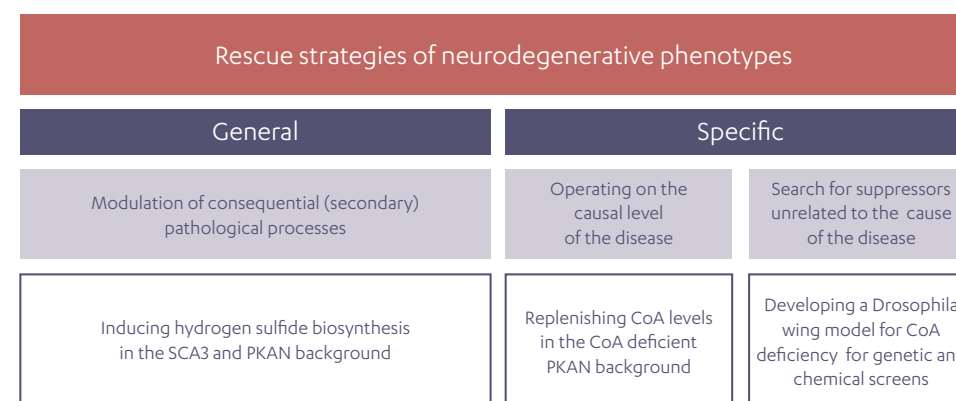 Rescue strategies of neurodegenerative phenotypes
General
Specific
Modulation of consequential (secondary)
pathological processes
Operating on the
causal level
of the disease
Search for suppressors
unrelated to the cause
of the disease
Inducing hydrogen sulfide biosynthesis
in the SCA3 and PKAN background
Replenishing CoA levels
in the CoA deficient
PKAN background
Developing a Drosophila
wing model for CoA
deficiency for genetic an
chemical screens